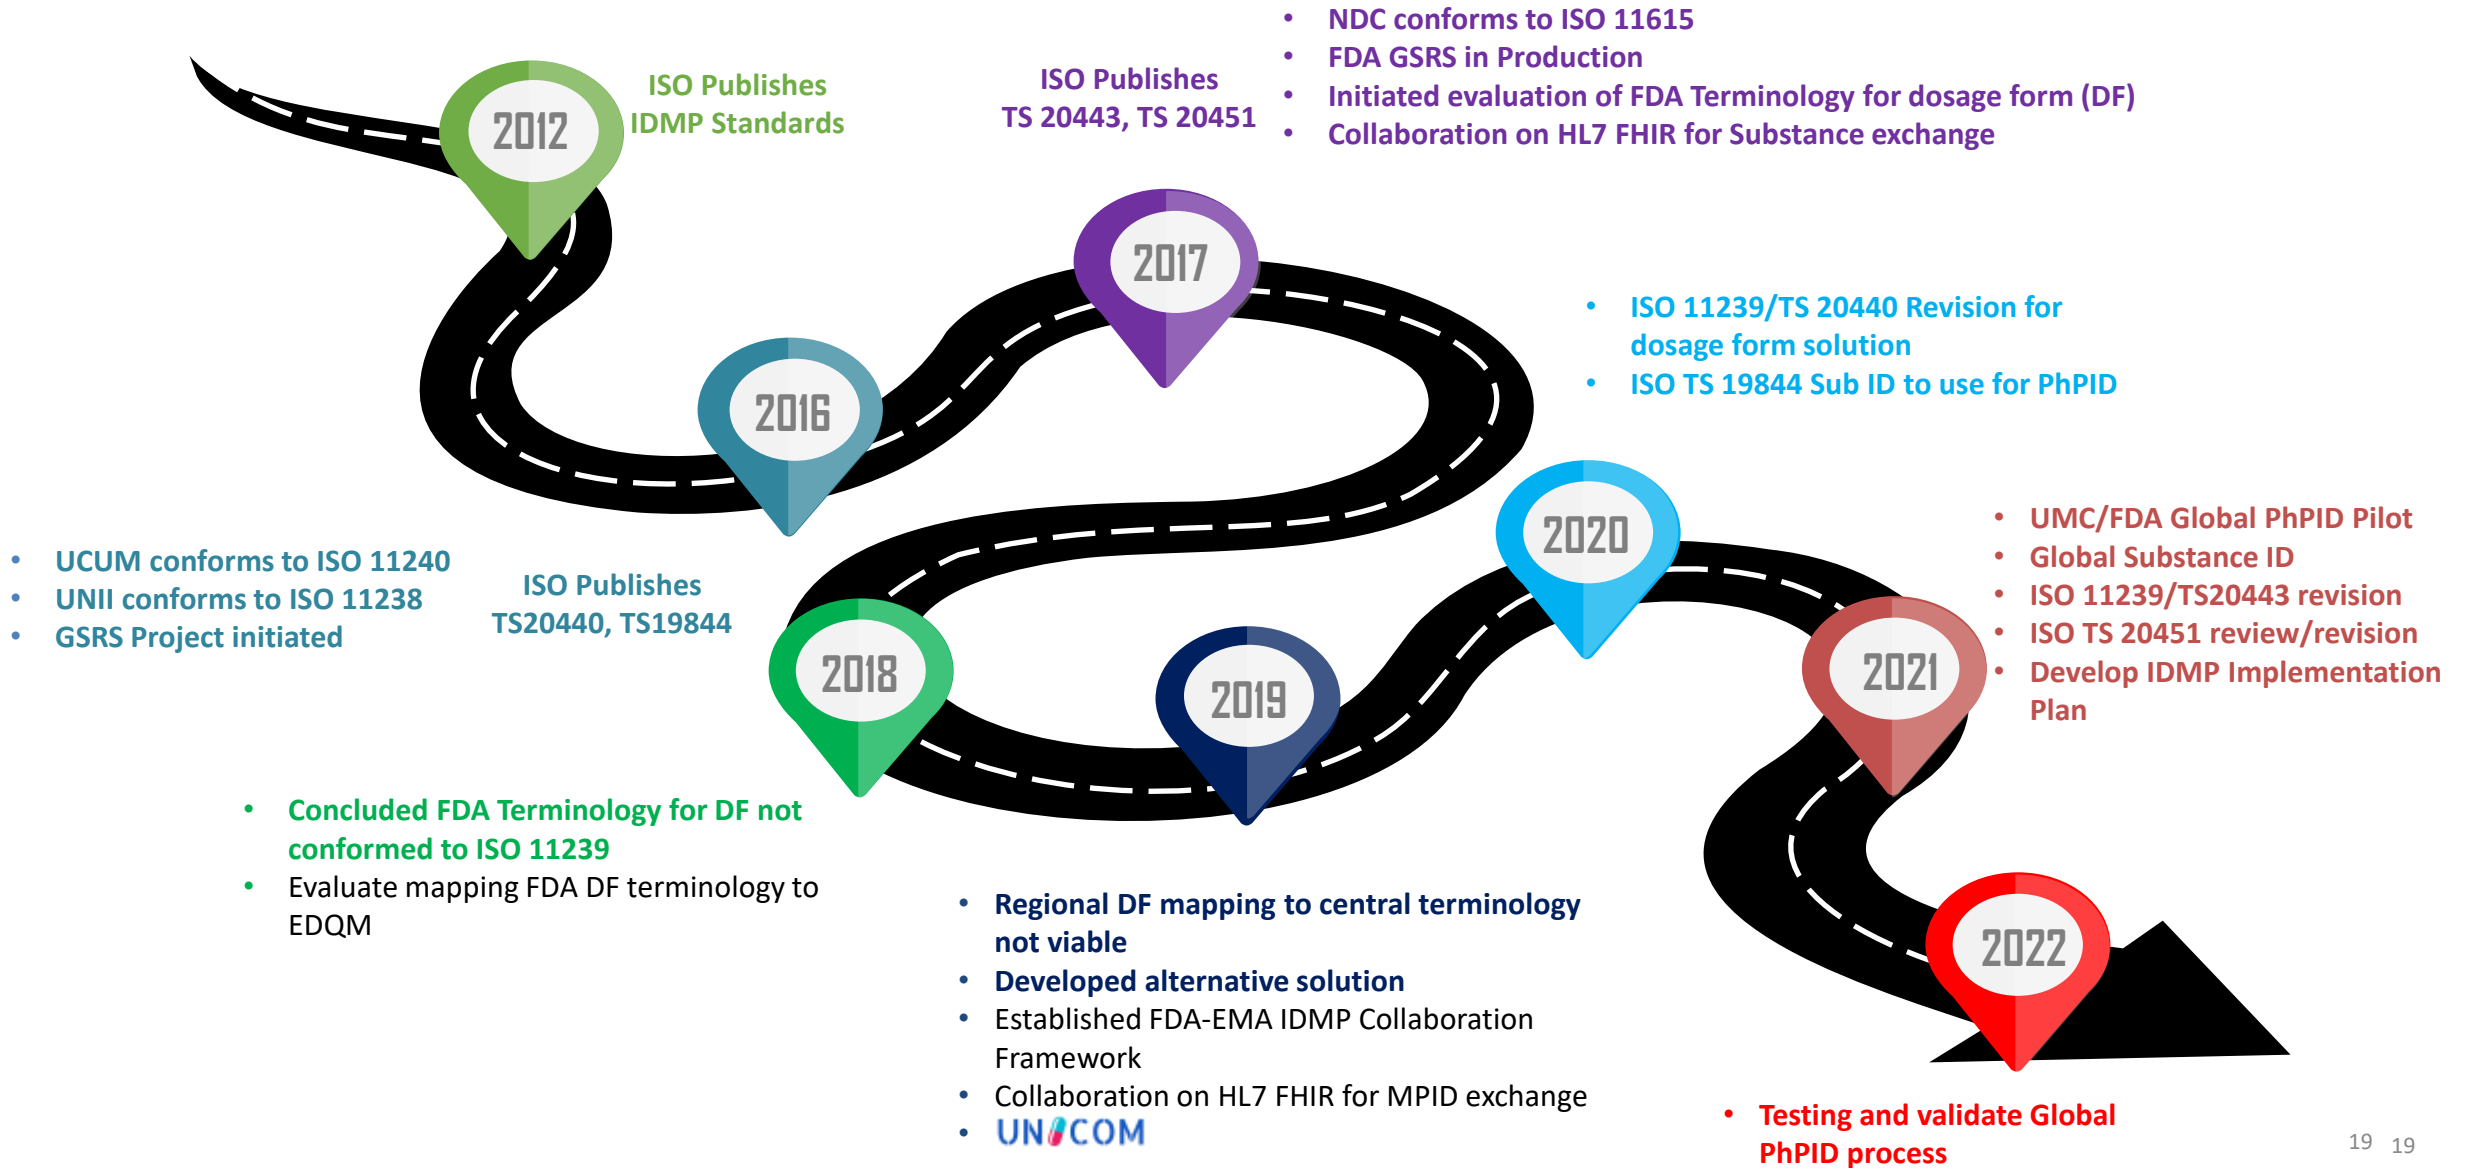 2012
ISO Publishes
IDMP Standards
ISO Publishes
TS 20443, TS 20451
• NDC conforms to ISO 11615
• FDA GSRS in Production
• Initiated evaluation of FDA Terminology for dosage form (DF)
• Collaboration on HL7 FHIR for Substance exchange
2017
2016
• UCUM conforms to ISO 11240
• UNII conforms to ISO 11238
• GSRS Project initiated
ISO Publishes
TS20440, TS19844
• ISO 11239/TS 20440 Revision for
dosage form solution
• ISO TS 19844 Sub ID to use for PhPID
2020
2018
• Concluded FDA Terminology for DF not
conformed to ISO 11239
• Evaluate mapping FDA DF terminology to
EDQM
2019
• Regional DF mapping to central terminology
not viable
• Developed alternative solution
• Established FDA-EMA IDMP Collaboration
Framework
• Collaboration on HL7 FHIR for MPID exchange
• UNICOM
2021
• UMC/FDA Global PhPID Pilot
• Global Substance ID
• ISO 11239/TS20443 revision
• ISO TS 20451 review/revision
• Develop IDMP Implementation
Plan
2022
• Testing and validate Global
PhPID process
19 19